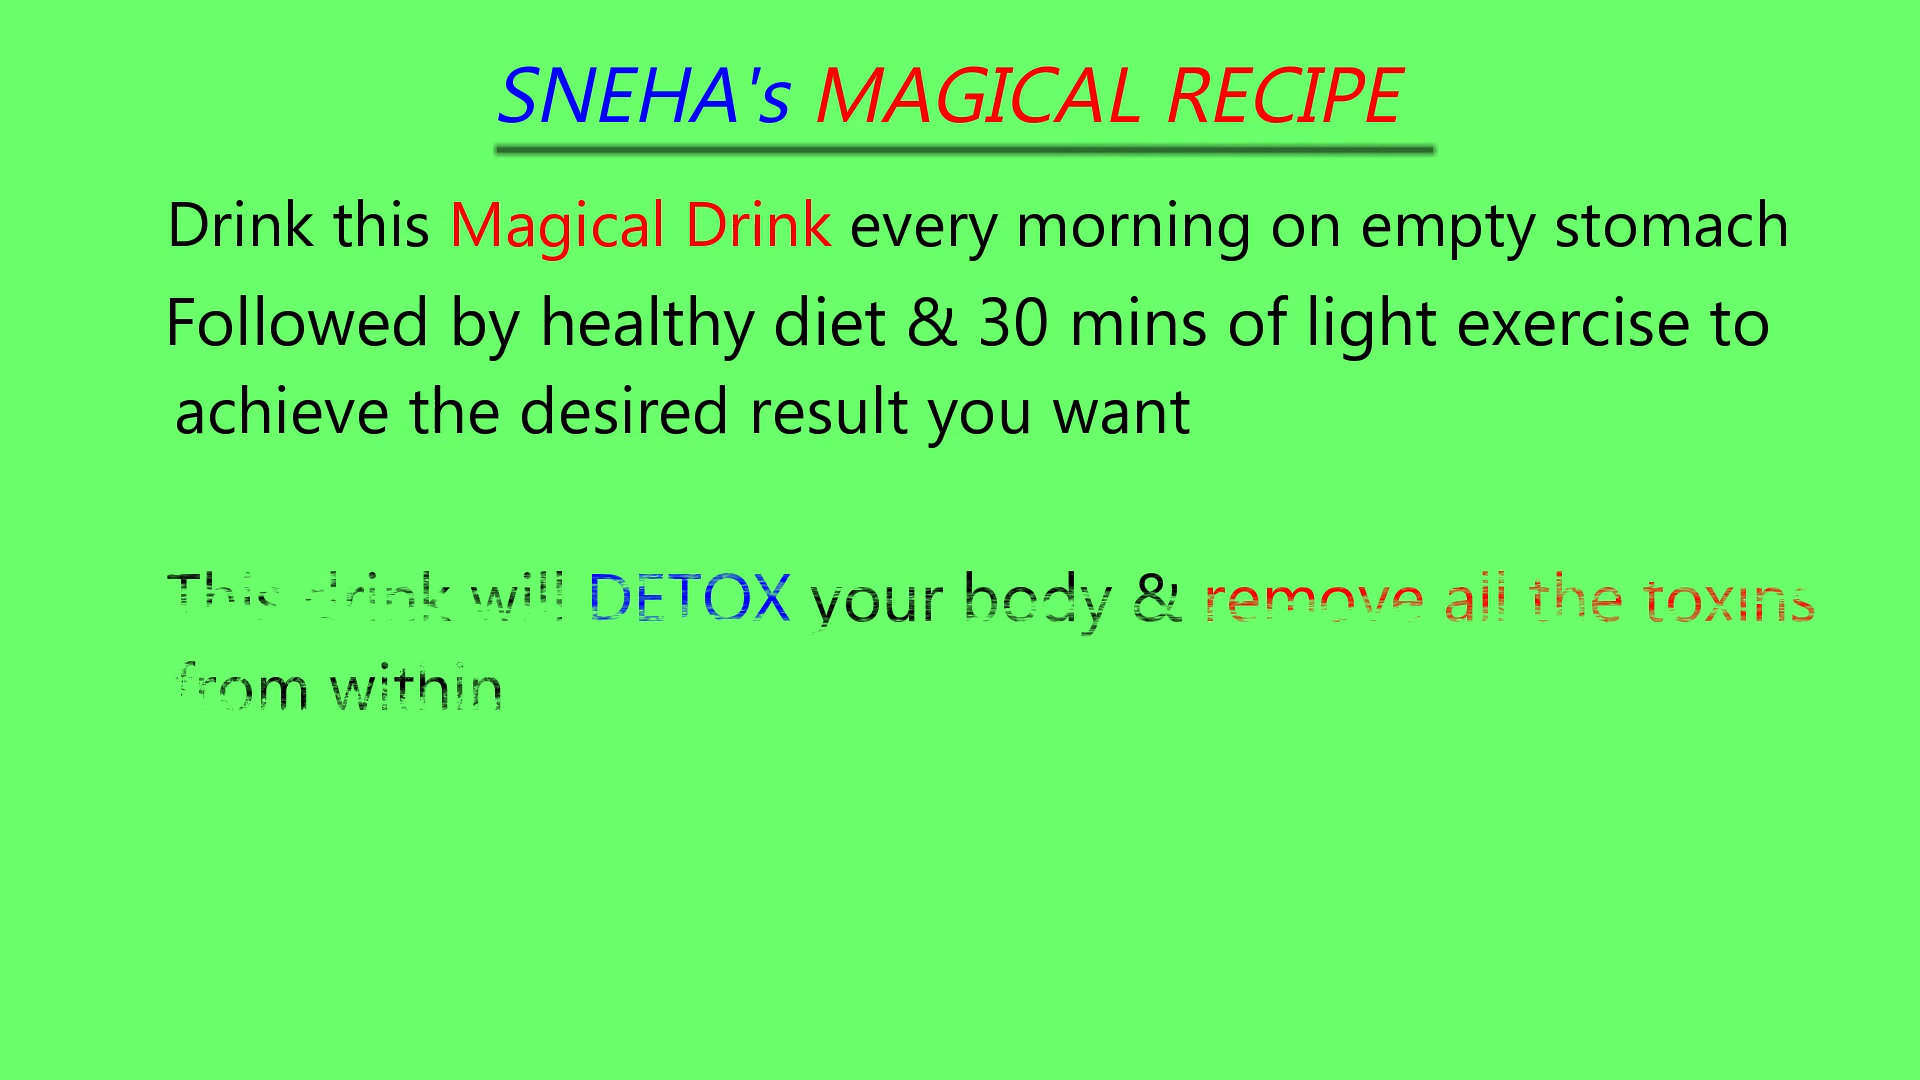 SNEHA's MAGICAL RECIPE
Drink this Magical Drink every morning on empty stomach
Followed by healthy diet & 30 mins of light exercise to
achieve the desired result you want
This drink will DETOX your body & remove all the toxins
from within